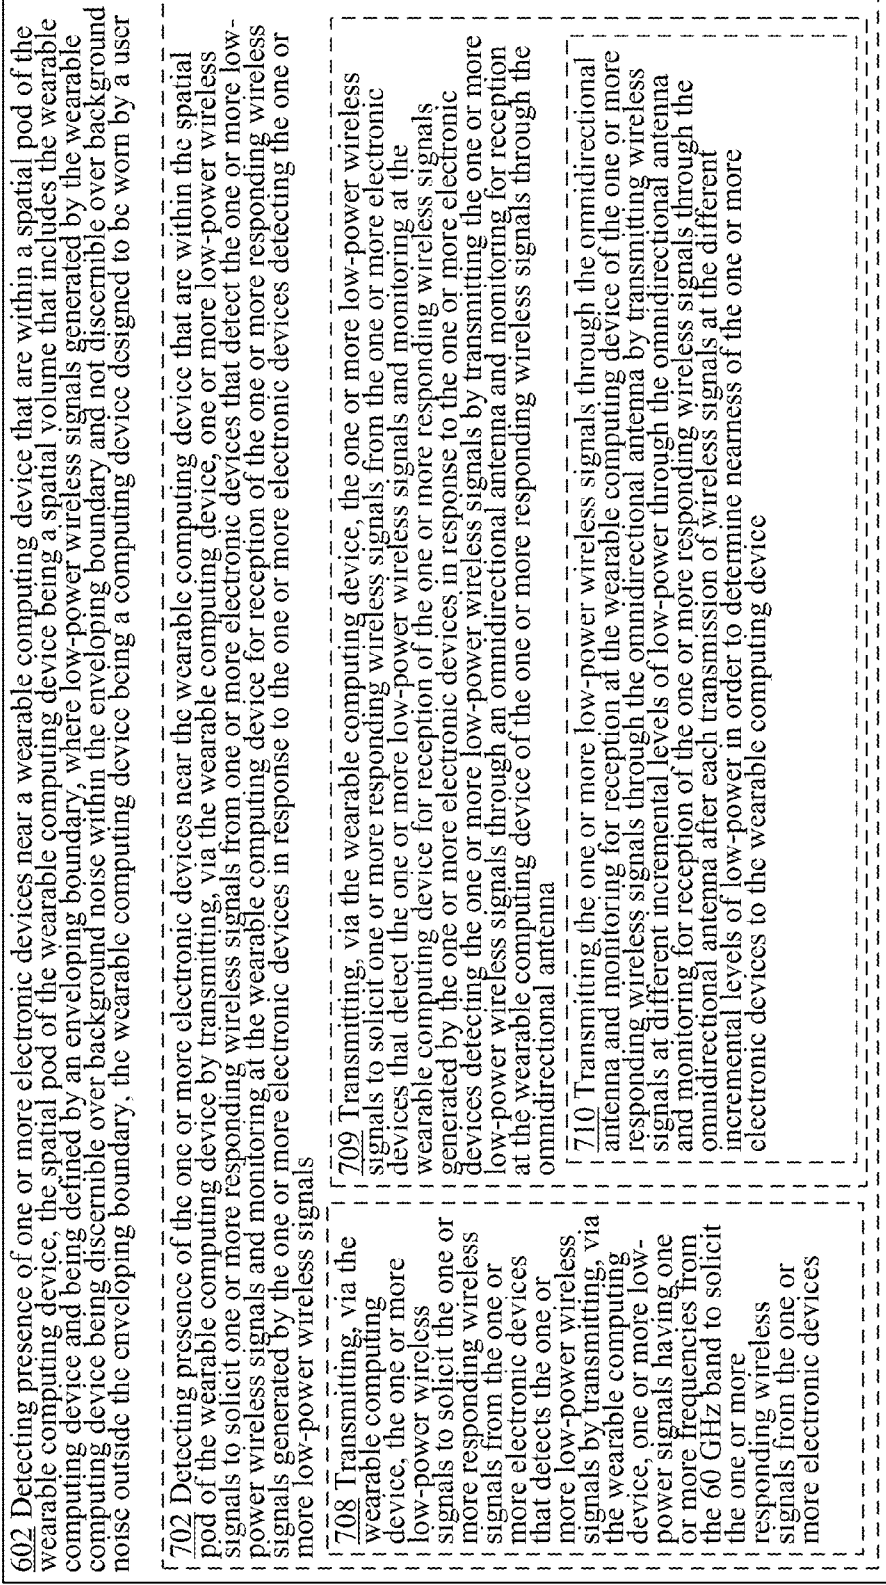 602 Detecting presence of one or more electronic devices near a wearable computing device that are within a spatial pod of the
wearable computing device, the spatial pod of the wearable computing device being a spatial volume that includes the wearable
computing device and being defined by an enveloping boundary, where low-power wireless signals generated by the wearable
computing device being discernible over background noise within the enveloping boundary and not discernible over background
noise outside the enveloping boundary, the wearable computing device being a computing device designed to be worn by a user
702 Detecting presence of the one or more electronic devices near the wearable computing device that are within the spatial
pod of the wearable computing device by transmitting, via the wearable computing device, one or more low-power wireless
signals to solicit one or more responding wireless signals from one or more electronic devices that detect the one or more low-
power wireless signals and monitoring at the wearable computing device for reception of the one or more responding wireless
signals generated by the one or more electronic devices in response to the one or more electronic devices detecting the one or
more low-power wireless signals
708 Transmitting, via the
wearable computing
device, the one or more
low-power wireless
signals to solicit the one or
more responding wireless
signals from the one or
more electronic devices
that detects the one or
more low-power wireless
signals by transmitting, via
the wearable computing
device, one or more low-
power signals having one
or more frequencies from
the 60 GHz band to solicit
the one or more
responding wireless
signals from the one or
more electronic devices
709 Transmitting, via the wearable computing device, the one or more low-power wireless
signals to solicit one or more responding wireless signals from the one or more electronic
devices that detect the one or more low-power wireless signals and monitoring at the
wearable computing device for reception of the one or more responding wireless signals
generated by the one or more electronic devices in response to the one or more electronic
devices detecting the one or more low-power wireless signals by transmitting the one or more
low-power wireless signals through an omnidirectional antenna and monitoring for reception
at the wearable computing device of the one or more responding wireless signals through the
omnidirectional antenna
710 Transmitting the one or more low-power wireless signals through the omnidirectional
antenna and monitoring for reception at the wearable computing device of the one or more
responding wireless signals through the omnidirectional antenna by transmitting wireless
signals at different incremental levels of low-power through the omnidirectional antenna
and monitoring for reception of the one or more responding wireless signals through the
omnidirectional antenna after each transmission of wireless signals at the different
incremental levels of low-power in order to determine nearness of the one or more
electronic devices to the wearable computing device